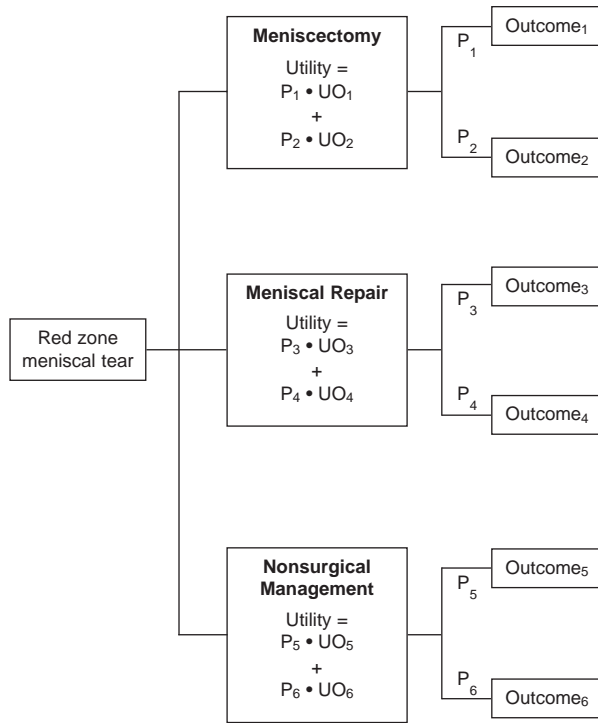 Red zone
meniscal tear
Meniscectomy
Utility =
P₁ • UO₁
+
P₂ • UO₂
P₁
Outcome₁
P₂
Outcome₂
Meniscal Repair
Utility =
P₃ • UO₃
+
P₄ • UO₄
P₃
Outcome₃
P₄
Outcome₄
Nonsurgical
Management
Utility =
P₅ • UO₅
+
P₆ • UO₆
P₅
Outcome₅
P₆
Outcome₆